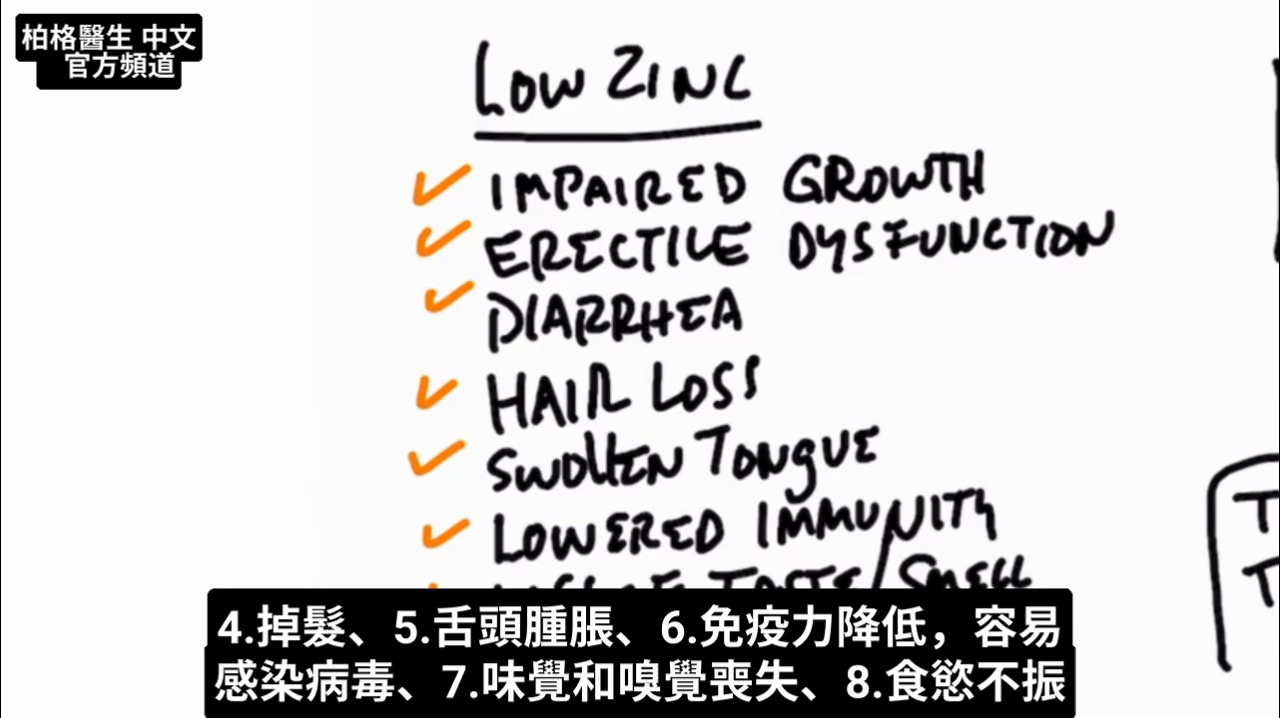 柏格醫生 中文
官方頻道
LOW ZINC
IMPAIRED GROWTH
ERECTILE DYSFUNCTION
DIARRHEA
HAIR LOSS
SWOLLEN TONGUE
LOWERED IMMUNITY
TASTE/SMELL
4.掉髮、5.舌頭腫脹、6.免疫力降低，容易
感染病毒、7.味覺和嗅覺喪失、8.食慾不振